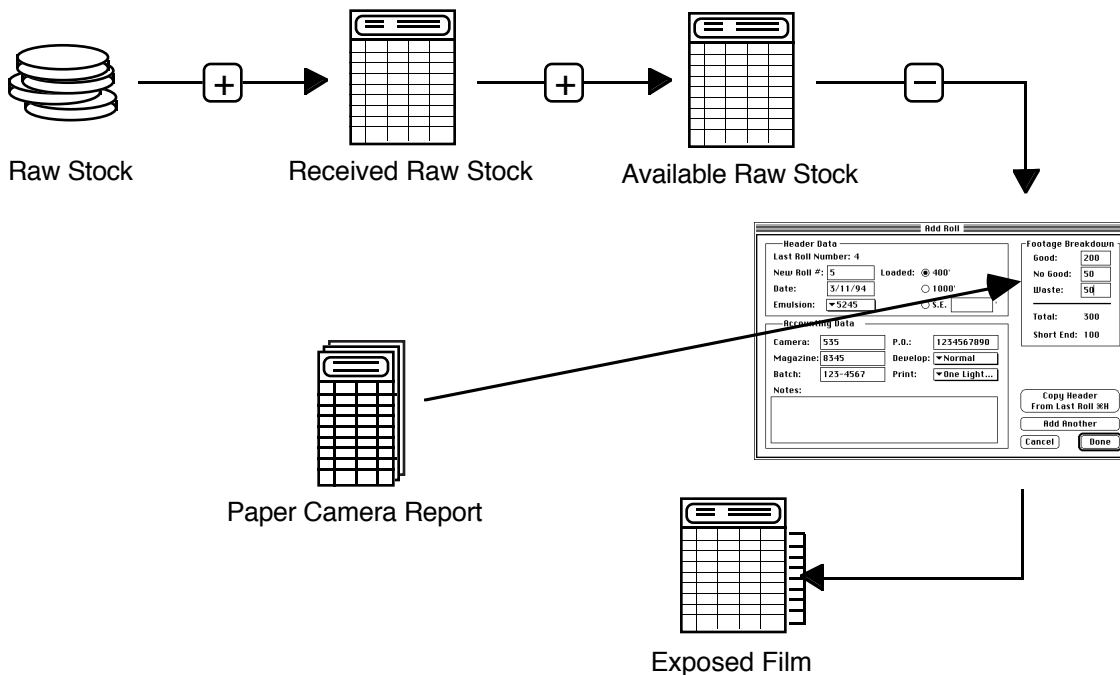 Raw Stock
Received Raw Stock
Available Raw Stock
Add Roll
Header Data
Last Roll Number: 4
New Roll #: 5 Loaded: 400'
Date: 3/11/94 1000'
Emulsion: 5245 S.E. '
Footage Breakdown
Good: 200
No Good: 50
Waste: 50
Total: 300
Short End: 100
Accounting Data
Camera: 535 P.O.: 1234567890
Magazine: 8345 Develop: Normal
Batch: 123-4567 Print: One Light...
Notes:
Copy Header
From Last Roll ⌘H
Add Another
Cancel Done
Paper Camera Report
Exposed Film